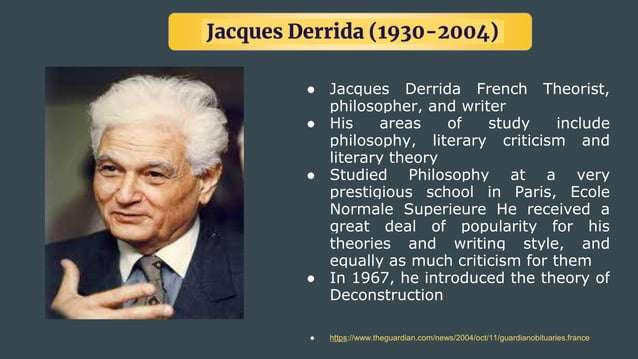 Jacques Derrida (1930-2004)
● Jacques Derrida French Theorist,
philosopher, and writer
● His areas of study include
philosophy, literary criticism and
literary theory
● Studied Philosophy at a very
prestigious school in Paris, Ecole
Normale Superieure He received a
great deal of popularity for his
theories and writing style, and
equally as much criticism for them
● In 1967, he introduced the theory of
Deconstruction
● https://www.theguardian.com/news/2004/oct/11/guardianobituaries.france